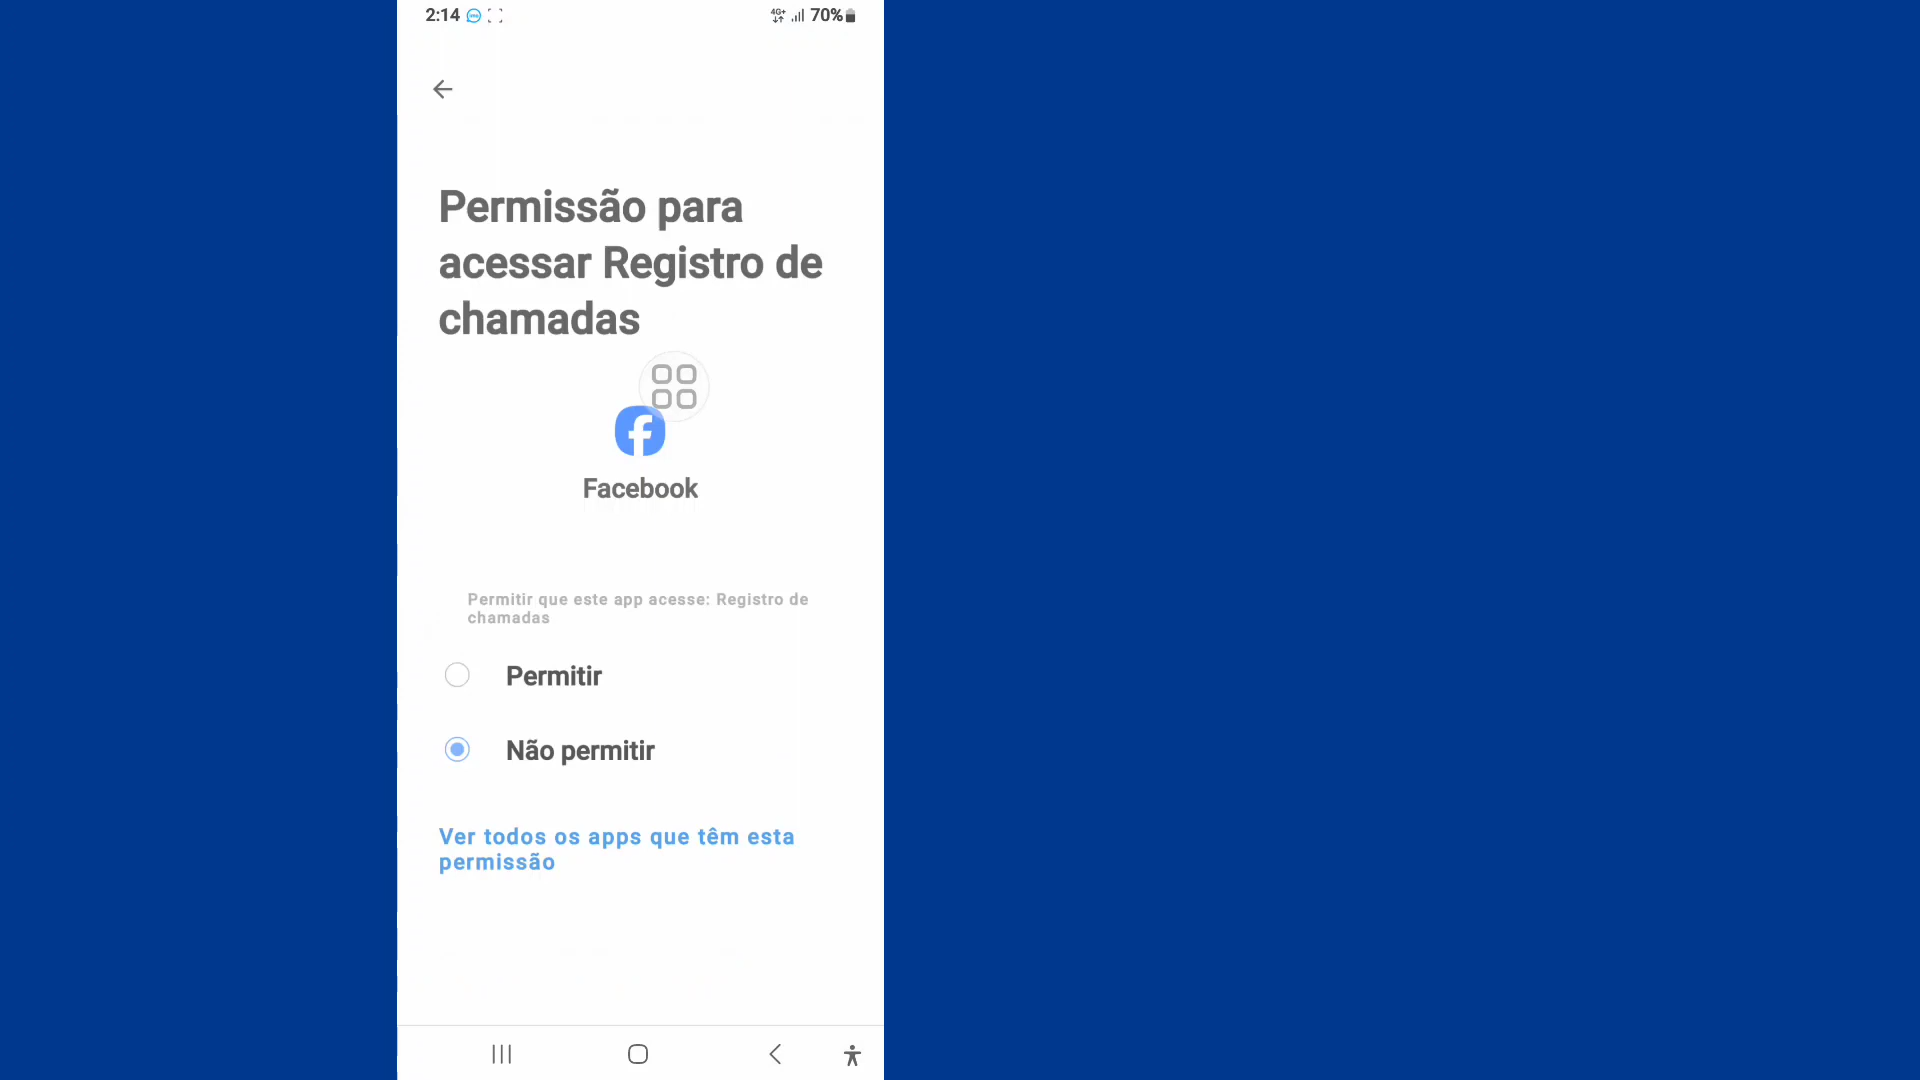 2:14
4G+ 70%
Permissão para
acessar Registro de
chamadas
Facebook
Permitir que este app acesse: Registro de
chamadas
Permitir
Não permitir
Ver todos os apps que têm esta
permissão